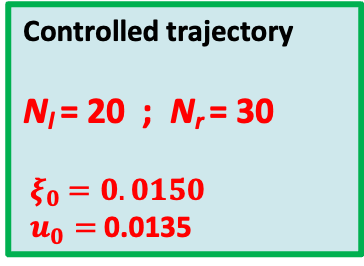 Controlled trajectory
Nₗ = 20 ; Nᵣ = 30
ξ₀ = 0.0150
u₀ = 0.0135